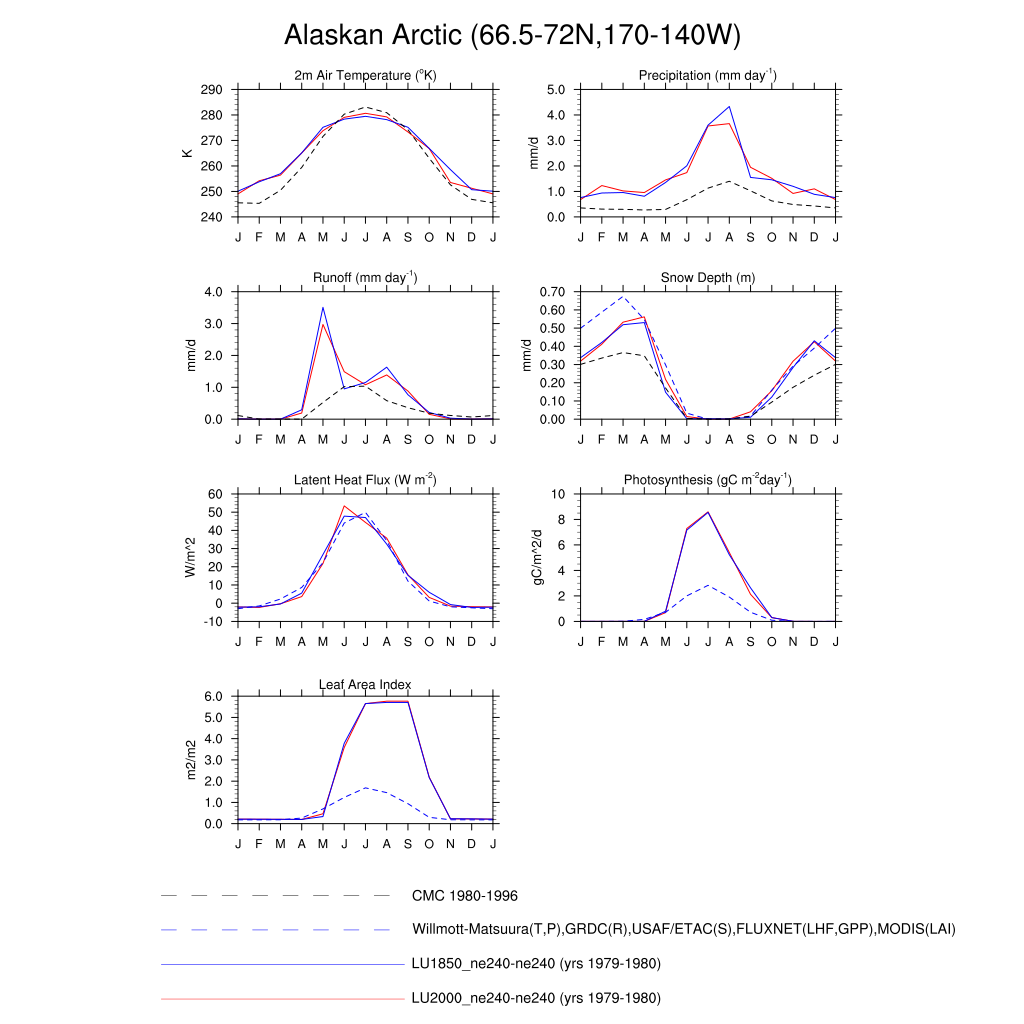 Alaskan Arctic (66.5-72N,170-140W)
2m Air Temperature (°K)
290
280
270
260
250
240
K
J F M A M J J A S O N D J
Precipitation (mm day-1)
5.0
4.0
3.0
2.0
1.0
0.0
mm/d
J F M A M J J A S O N D J
Runoff (mm day-1)
4.0
3.0
2.0
1.0
0.0
mm/d
J F M A M J J A S O N D J
Snow Depth (m)
0.70
0.60
0.50
0.40
0.30
0.20
0.10
0.00
mm/d
J F M A M J J A S O N D J
Latent Heat Flux (W m-2)
60
50
40
30
20
10
0
-10
W/m^2
J F M A M J J A S O N D J
Photosynthesis (gC m-2day-1)
10
8
6
4
2
0
gC/m^2/d
J F M A M J J A S O N D J
Leaf Area Index
6.0
5.0
4.0
3.0
2.0
1.0
0.0
m2/m2
J F M A M J J A S O N D J
CMC 1980-1996
Willmott-Matsuura(T,P),GRDC(R),USAF/ETAC(S),FLUXNET(LHF,GPP),MODIS(LAI)
LU1850_ne240-ne240 (yrs 1979-1980)
LU2000_ne240-ne240 (yrs 1979-1980)